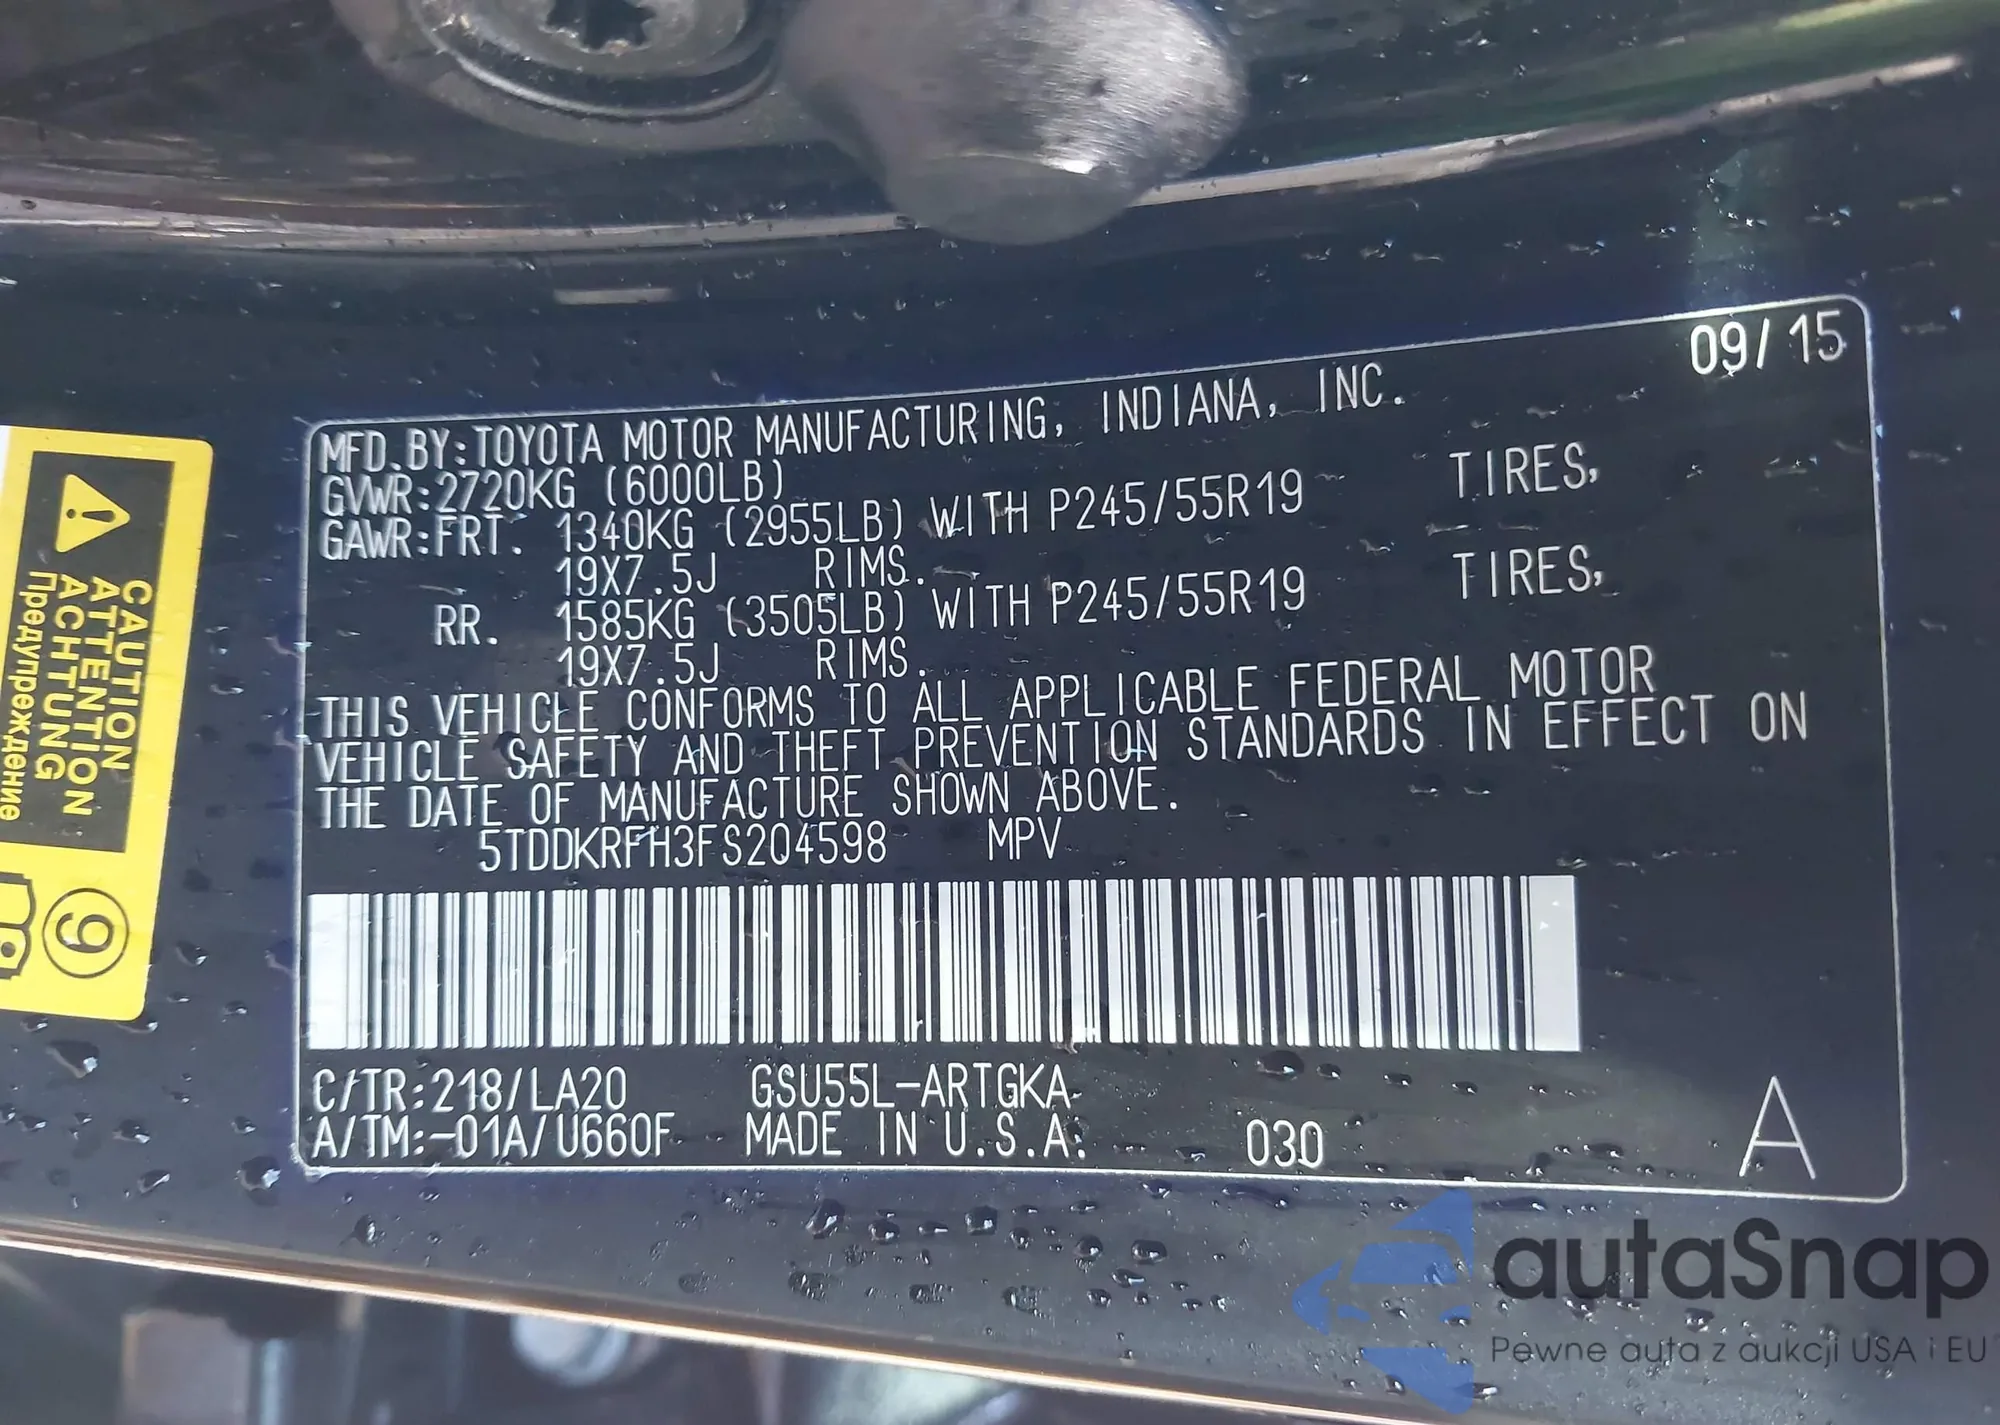 09/15
MFD.BY:TOYOTA MOTOR MANUFACTURING, INDIANA, INC.
GVWR:2720KG (6000LB)
GAWR:FRT. 1340KG (2955LB) WITH P245/55R19 TIRES,
19X7.5J RIMS.
RR. 1585KG (3505LB) WITH P245/55R19 TIRES,
19X7.5J RIMS.
THIS VEHICLE CONFORMS TO ALL APPLICABLE FEDERAL MOTOR
VEHICLE SAFETY AND THEFT PREVENTION STANDARDS IN EFFECT ON
THE DATE OF MANUFACTURE SHOWN ABOVE.
5TDDKRFH3FS204598 MPV
C/TR:218/LA20 GSU55L-ARTGKA
A/TM:-01A/U660F MADE IN U.S.A. 030 A
CAUTION
ATTENTION
ACHTUNG
Предупреждение
9
autaSnap
Pewne auta z aukcji USA i EU